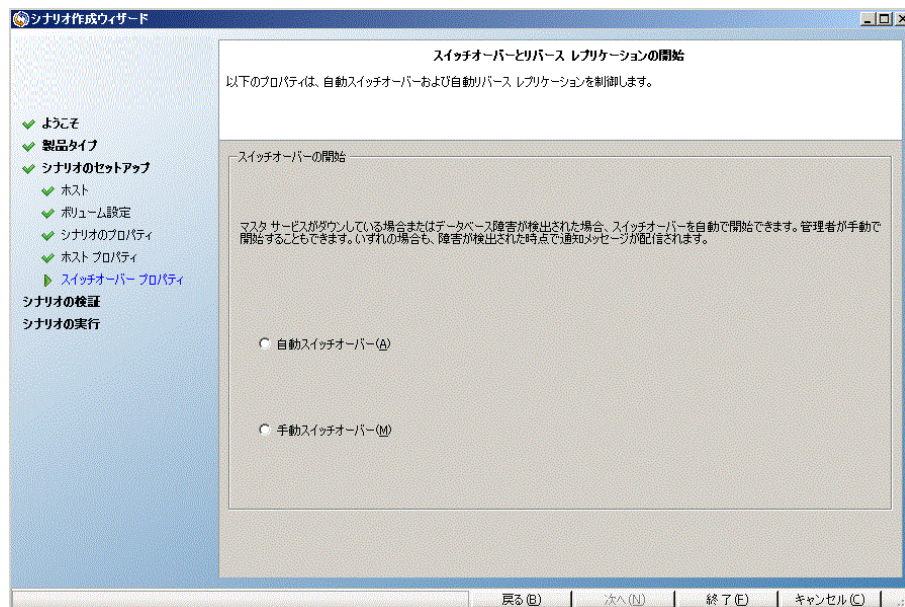 シナリオ作成ウィザード
スイッチオーバーとリバース レプリケーションの開始
以下のプロパティは、自動スイッチオーバーおよび自動リバース レプリケーションを制御します。
ようこそ
製品タイプ
シナリオのセットアップ
ホスト
ボリューム設定
シナリオのプロパティ
ホスト プロパティ
スイッチオーバー プロパティ
シナリオの検証
シナリオの実行
スイッチオーバーの開始
マスタ サービスがダウンしている場合またはデータベース障害が検出された場合、スイッチオーバーを自動で開始できます。管理者が手動で
開始することもできます。いずれの場合も、障害が検出された時点で通知メッセージが配信されます。
自動スイッチオーバー(A)
手動スイッチオーバー(M)
戻る(B)
次へ(N)
終了(F)
キャンセル(C)